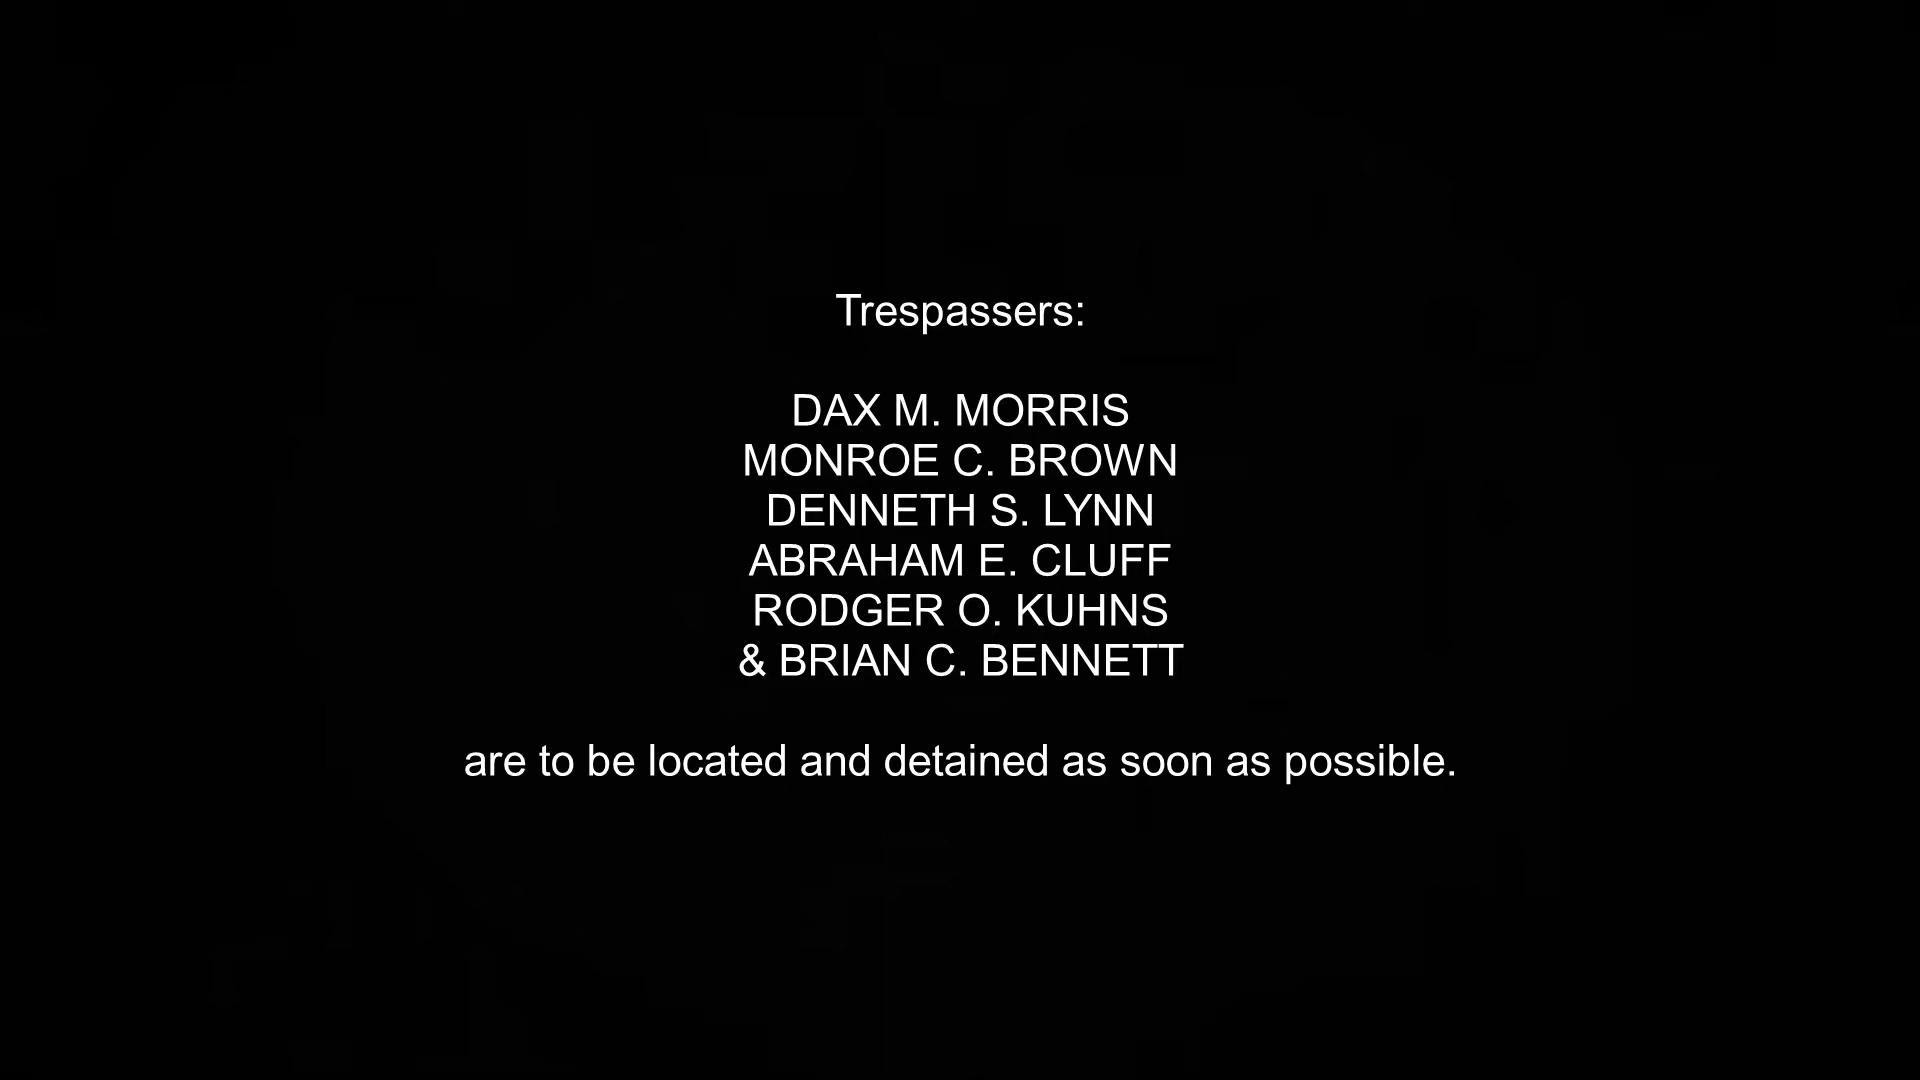 Trespassers:
DAX M. MORRIS
MONROE C. BROWN
DENNETH S. LYNN
ABRAHAM E. CLUFF
RODGER O. KUHNS
& BRIAN C. BENNETT
are to be located and detained as soon as possible.